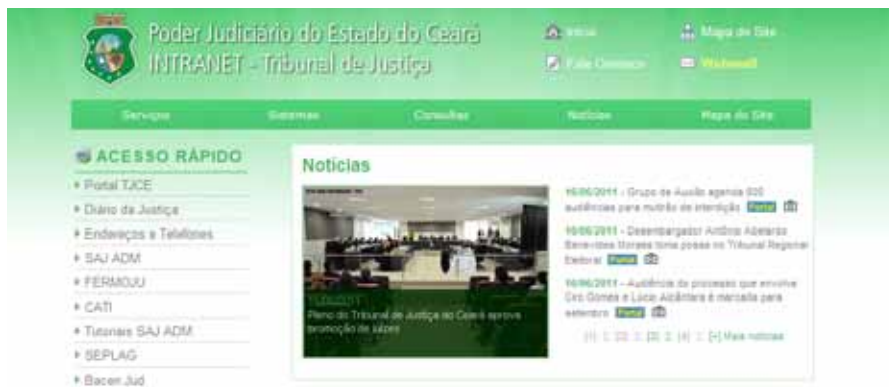 Poder Judiciário do Estado do Ceará
INTRANET - Tribunal de Justiça
Início
Mapa do Site
Fale Conosco
Webmail
Serviços
Sistemas
Consultas
Notícias
Mapa do Site
ACESSO RÁPIDO
Portal TJCE
Diário da Justiça
Endereços e Telefones
SAJ ADM
FERMOJU
CATI
Tutoriais SAJ ADM
SEPLAG
Bacen Jud
Notícias
Pleno do Tribunal de Justiça do Ceará aprova
promoção de juízes
16/06/2011 - Grupo de Auxílio agenda 600
audiências para mutirão de interdição Portal
16/06/2011 - Desembargador Antônio Abelardo
Benevides Moraes toma posse no Tribunal Regional
Eleitoral Portal
16/06/2011 - Audiência do processo que envolve
Ciro Gomes e Lúcio Alcântara é marcada para
setembro Portal
[1] :: [2] :: [3] :: [4] :: [+] Mais notícias